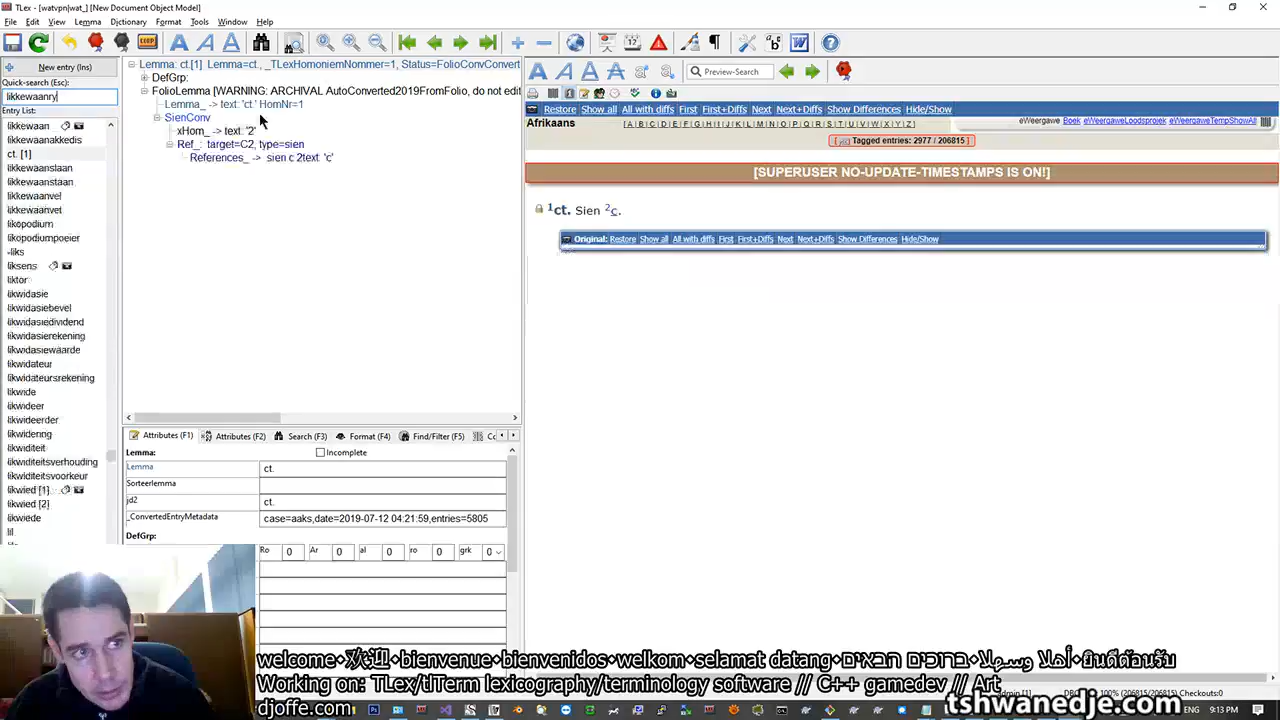 TLex - [watvpn|wat_] [New Document Object Model]
File Edit View Lemma Dictionary Format Tools Window Help
New entry (Ins)
Quick-search (Esc):
likkewaanry
Entry List:
likkewaan
likkewaanakkedis
ct. [1]
likkewaanslaan
likkewaanstaan
likkewaanvel
likkewaanvet
likopodium
likopodiumpoeier
-liks
liksens
liktor
likwidasie
likwidasiebevel
likwidasiedividend
likwidasierekening
likwidasiewaarde
likwidateur
likwidateursrekening
likwide
likwideer
likwideerder
likwidering
likwiditeit
likwiditeitsverhouding
likwiditeitsvoorkeur
likwied [1]
likwied [2]
likwiede
lil
Lemma: ct.[1] Lemma=ct., _TLexHomoniemNommer=1, Status=FolioConvConvert
DefGrp:
FolioLemma [WARNING: ARCHIVAL AutoConverted2019FromFolio, do not edit
Lemma_ -> text: 'ct.' HomNr=1
SienConv
xHom_ -> text: '2'
Ref_: target=C2, type=sien
References_ -> sien c 2text 'c'
Attributes (F1) Attributes (F2) Search (F3) Format (F4) Find/Filter (F5) Cc
Lemma: Incomplete
Lemma ct.
Sorteerlemma
jd2 ct.
_ConvertedEntryMetadata case=aaks,date=2019-07-12 04:21:59,entries=5805
DefGrp:
Ro 0 Ar 0 al 0 ro 0 grk 0
Preview-Search
Restore Show all All with diffs First First+Diffs Next Next+Diffs Show Differences Hide/Show
Afrikaans [ A | B | C | D | E | F | G | H | I | J | K | L | M | N | O | P | Q | R | S | T | U | V | W | X | Y | Z ] eWeergawe Boek eWeergaweLoodsprojek eWeergaweTempShowAll
Tagged entries: 2977 / 206815 ]
[SUPERUSER NO-UPDATE-TIMESTAMPS IS ON!]
¹ct. Sien ²c.
Original: Restore Show all All with diffs First First+Diffs Next Next+Diffs Show Differences Hide/Show
welcome•欢迎•bienvenue•bienvenidos•welkom•selamat datang•ברוכים הבאים•أهلا وسهلا•ยินดีต้อนรับ
Working on: TLex/tlTerm lexicography/terminology software // C++ gamedev // Art
djoffe.com
tshwanedje.com
100% (206815/206815) Checkouts:0
9:13 PM